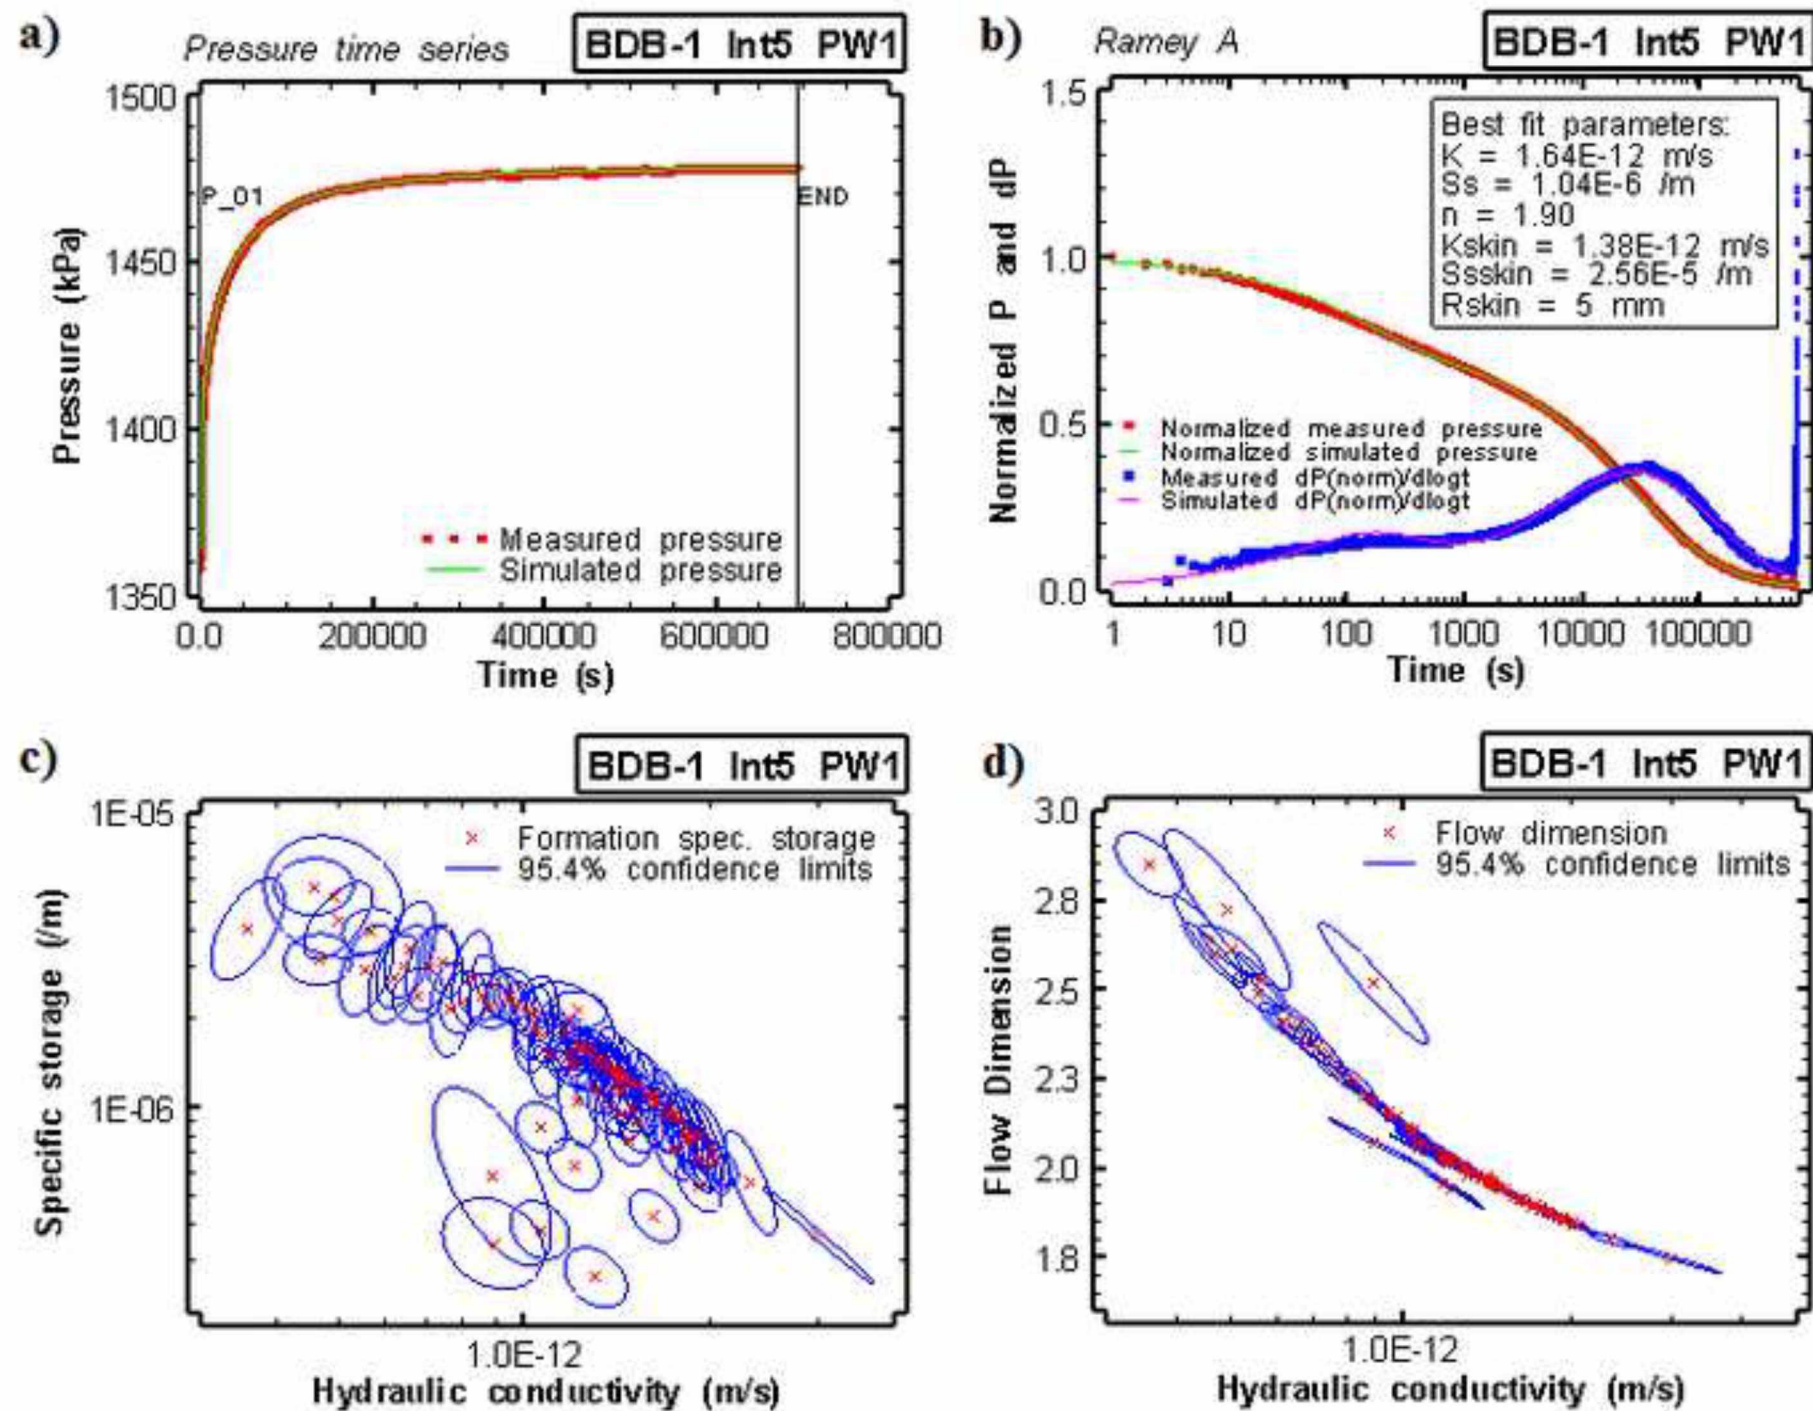 a)
Pressure time series
BDB-1 Int5 PW1
1500
1450
1400
1350
Pressure (kPa)
P_01
END
Measured pressure
Simulated pressure
0.0 200000 400000 600000 800000
Time (s)
b)
Ramey A
BDB-1 Int5 PW1
1.5
1.0
0.5
0.0
Normalized P and dP
Best fit parameters:
K = 1.64E-12 m/s
Ss = 1.04E-6 /m
n = 1.90
Kskin = 1.38E-12 m/s
Ssskin = 2.56E-5 /m
Rskin = 5 mm
Normalized measured pressure
Normalized simulated pressure
Measured dP(norm)/dlogt
Simulated dP(norm)/dlogt
1 10 100 1000 10000 100000
Time (s)
c)
BDB-1 Int5 PW1
1E-05
1E-06
Specific storage (/m)
Formation spec. storage
95.4% confidence limits
1.0E-12
Hydraulic conductivity (m/s)
d)
BDB-1 Int5 PW1
3.0
2.8
2.5
2.3
2.0
1.8
Flow Dimension
Flow dimension
95.4% confidence limits
1.0E-12
Hydraulic conductivity (m/s)